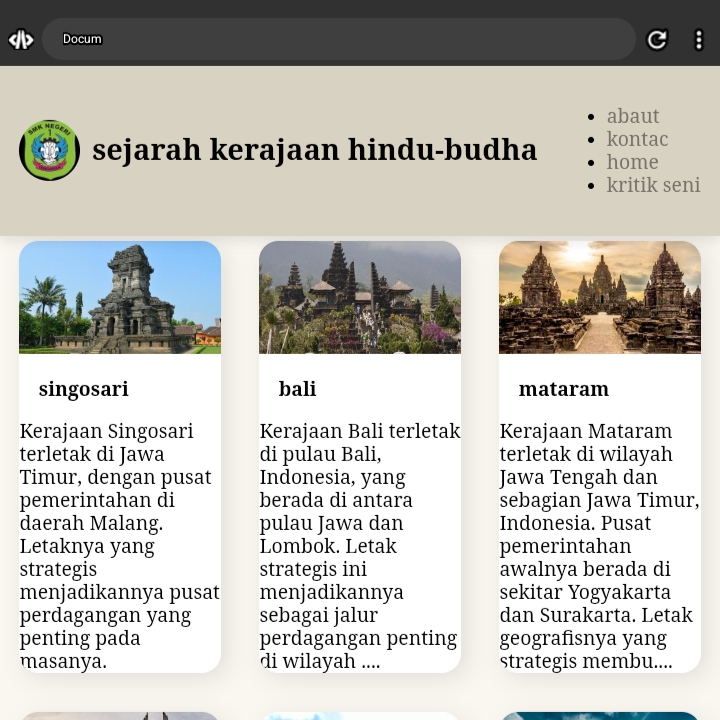 Docum
SMK NEGERI
1
sejarah kerajaan hindu-budha
abaut
kontac
home
kritik seni
singosari
Kerajaan Singosari
terletak di Jawa
Timur, dengan pusat
pemerintahan di
daerah Malang.
Letaknya yang
strategis
menjadikannya pusat
perdagangan yang
penting pada
masanya.
bali
Kerajaan Bali terletak
di pulau Bali,
Indonesia, yang
berada di antara
pulau Jawa dan
Lombok. Letak
strategis ini
menjadikannya
sebagai jalur
perdagangan penting
di wilayah ....
mataram
Kerajaan Mataram
terletak di wilayah
Jawa Tengah dan
sebagian Jawa Timur,
Indonesia. Pusat
pemerintahan
awalnya berada di
sekitar Yogyakarta
dan Surakarta. Letak
geografisnya yang
strategis membu....